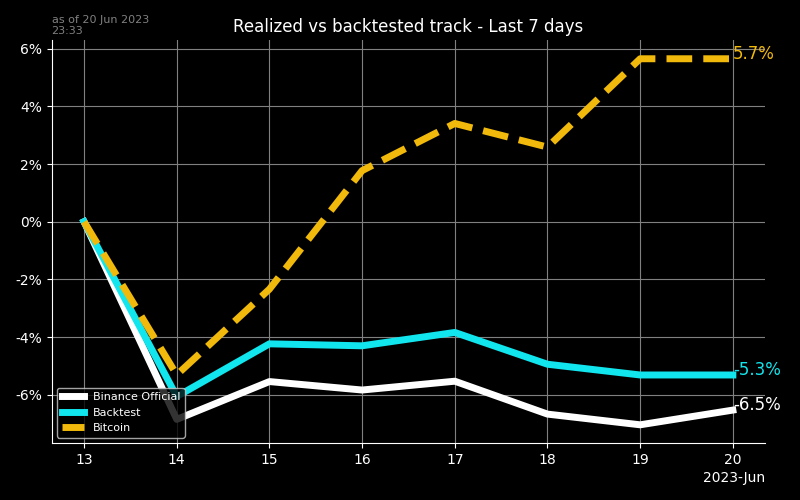 as of 20 Jun 2023
23:33
Realized vs backtested track - Last 7 days
6%
4%
2%
0%
-2%
-4%
-6%
5.7%
-5.3%
-6.5%
Binance Official
Backtest
Bitcoin
13 14 15 16 17 18 19 20
2023-Jun